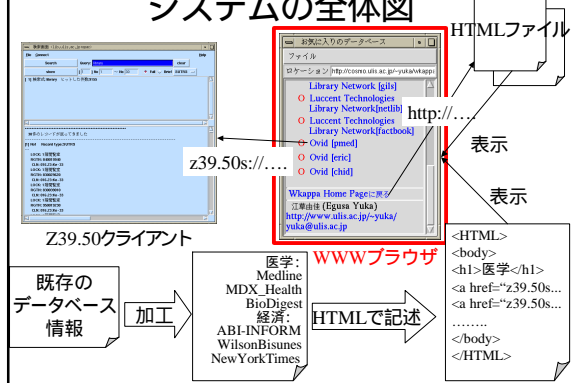 システムの全体図
HTMLファイル
お気に入りのデータベース
ファイル
ロケーション http://cosmo.ulis.ac.jp/~yuka/wkappa
Library Network [gils]
O Luccent Technologies
Library Network[netlib]
O Luccent Technologies
Library Network[factbook]
O Ovid [pmed]
O Ovid [eric]
O Ovid [chid]
Wkappa Home Pageに戻る
江草由佳 (Egusa Yuka)
http://www.ulis.ac.jp/~yuka/
yuka@ulis.ac.jp
Search
Query
clear
Help
http://….
z39.50s://….
表示
表示
Z39.50クライアント
WWWブラウザ
既存の
データベース
情報
加工
医学:
Medline
MDX_Health
BioDigest
経済:
ABI-INFORM
WilsonBisunes
NewYorkTimes
HTMLで記述
<HTML>
<body>
<h1>医学</h1>
<a href="z39.50s...
<a href="z39.50s...
……..
</body>
</HTML>